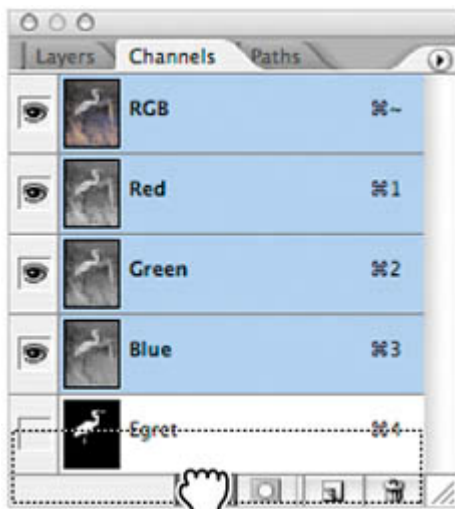 Layers Channels Paths
RGB ⌘~
Red ⌘1
Green ⌘2
Blue ⌘3
Egret ⌘4